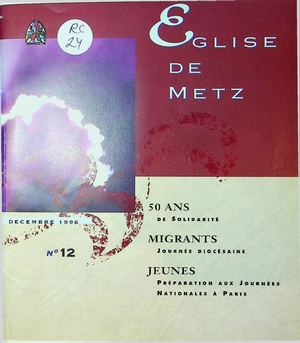 RC
24
EGLISE
DE
METZ
DECEMBRE 1996
N° 12
50 ANS
DE SOLIDARITÉ
MIGRANTS
JOURNÉE DIOCÉSAINE
JEUNES
PRÉPARATION AUX JOURNÉES
NATIONALES À PARIS